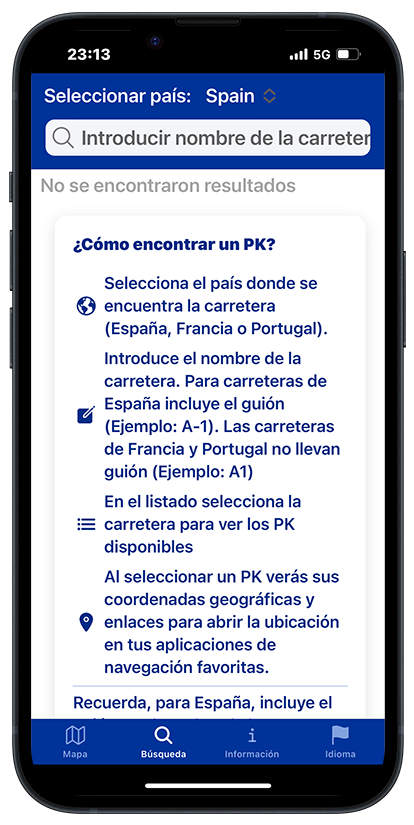 23:13 5G
Seleccionar país: Spain
Introducir nombre de la carreter
No se encontraron resultados
¿Cómo encontrar un PK?
Selecciona el país donde se
encuentra la carretera
(España, Francia o Portugal).
Introduce el nombre de la
carretera. Para carreteras de
España incluye el guión
(Ejemplo: A-1). Las carreteras
de Francia y Portugal no llevan
guión (Ejemplo: A1)
En el listado selecciona la
carretera para ver los PK
disponibles
Al seleccionar un PK verás sus
coordenadas geográficas y
enlaces para abrir la ubicación
en tus aplicaciones de
navegación favoritas.
Recuerda, para España, incluye el
Mapa Búsqueda Información Idioma